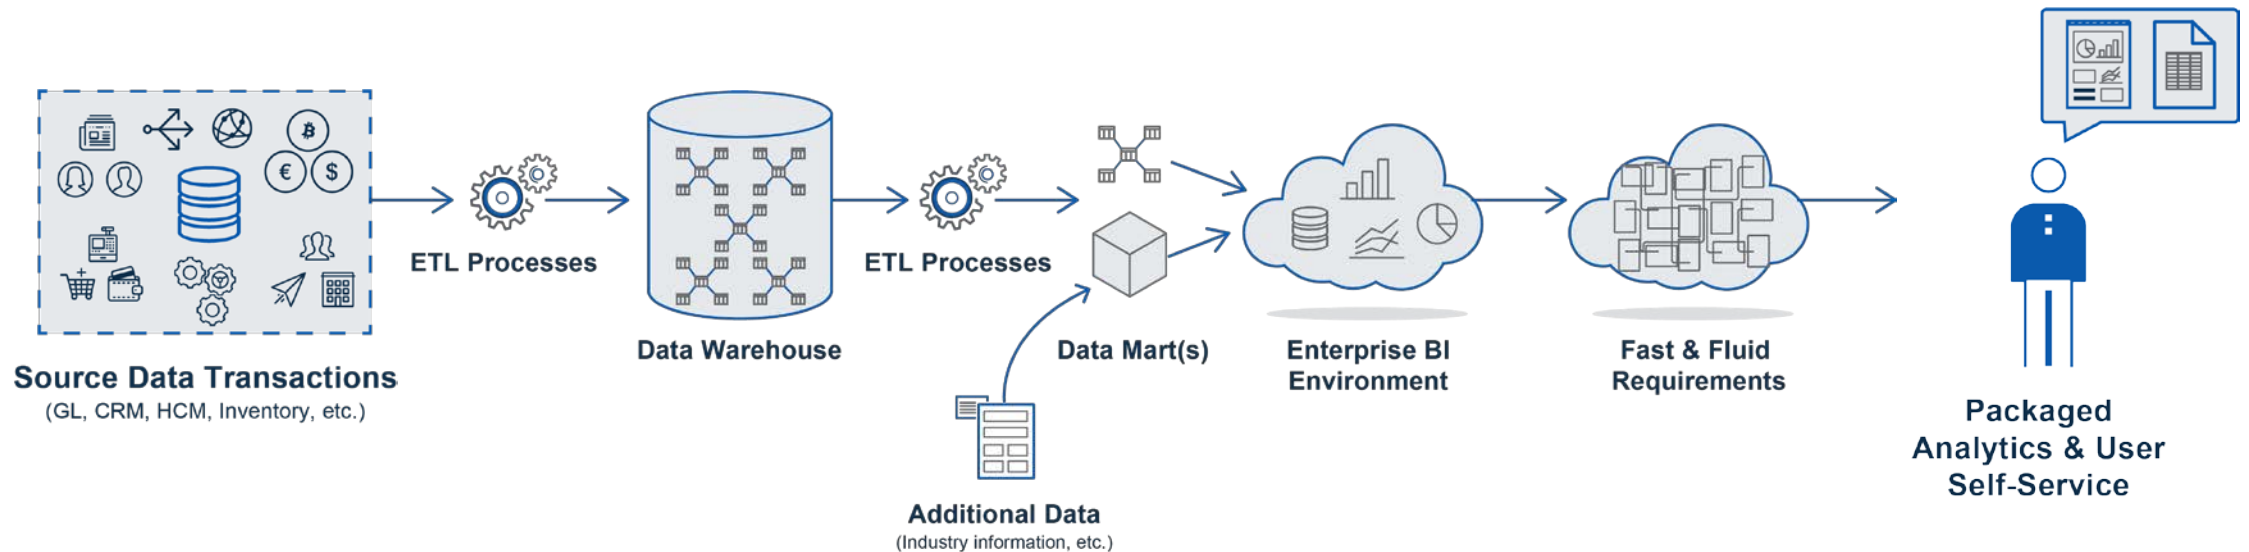 Source Data Transactions
(GL, CRM, HCM, Inventory, etc.)
ETL Processes
Data Warehouse
ETL Processes
Data Mart(s)
Additional Data
(Industry information, etc.)
Enterprise BI
Environment
Fast & Fluid
Requirements
Packaged
Analytics & User
Self-Service